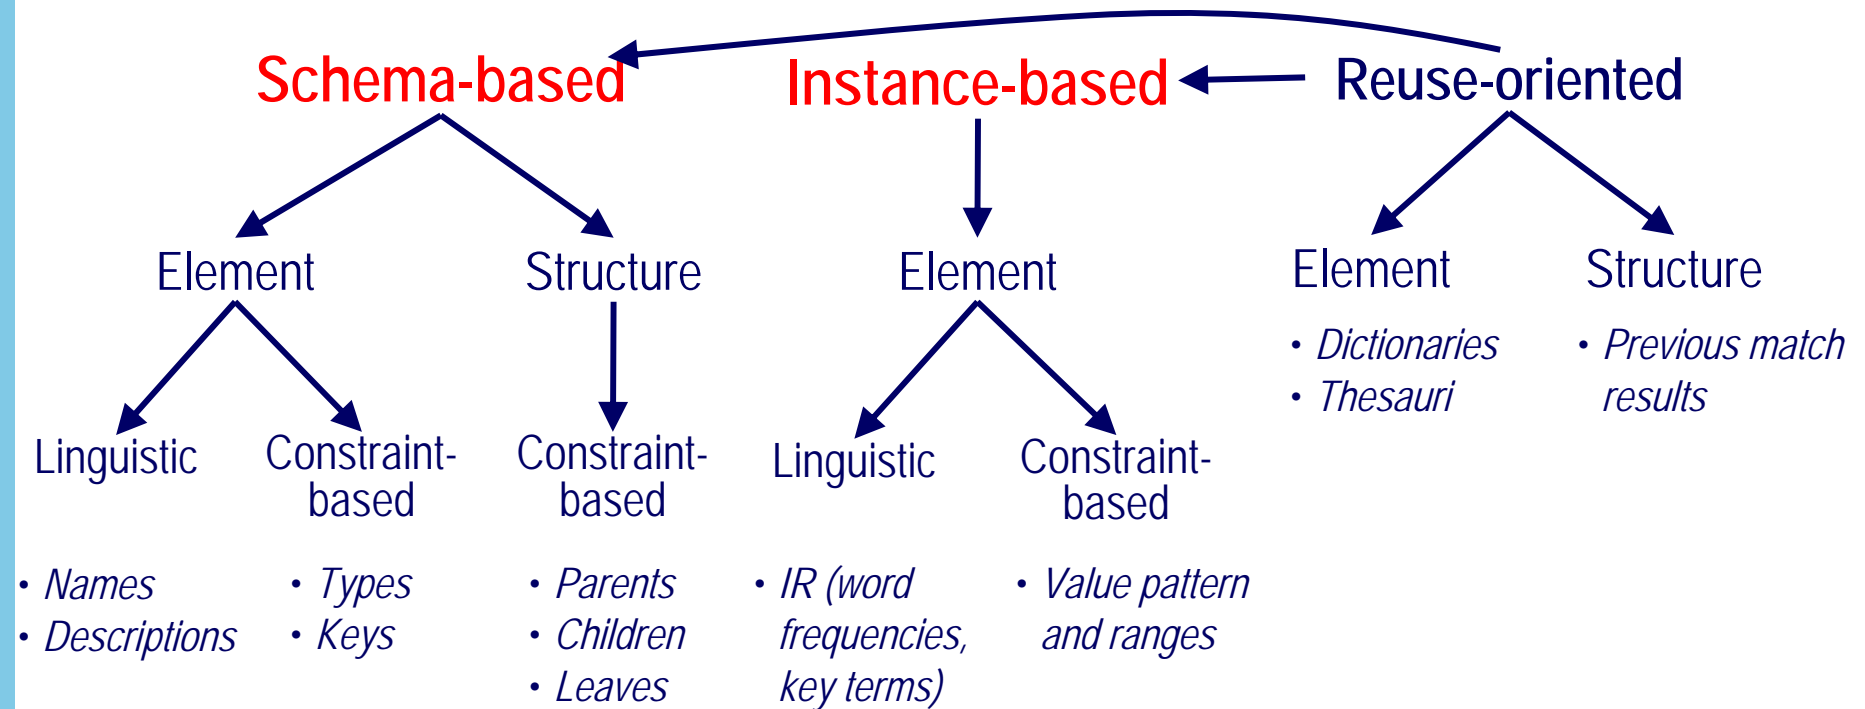 Schema-based
Instance-based
Reuse-oriented
Element
Structure
Element
Element
Structure
• Dictionaries
• Thesauri
• Previous match
results
Linguistic
Constraint-
based
Constraint-
based
Linguistic
Constraint-
based
• Names
• Descriptions
• Types
• Keys
• Parents
• Children
• Leaves
• IR (word
frequencies,
key terms)
• Value pattern
and ranges